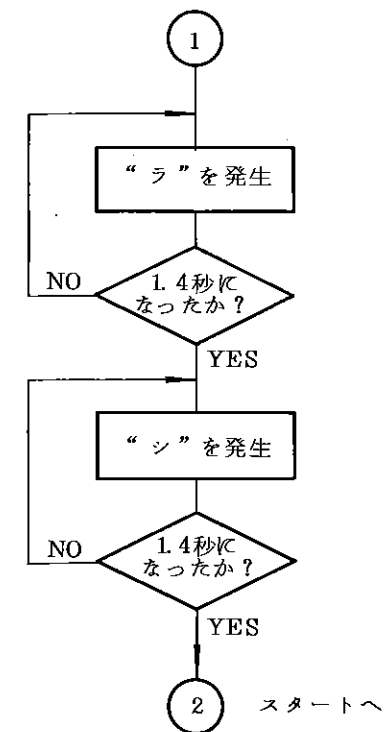 1
“ラ”を発生
1.4秒に
なったか?
NO
YES
“シ”を発生
1.4秒に
なったか?
NO
YES
2 スタートへ